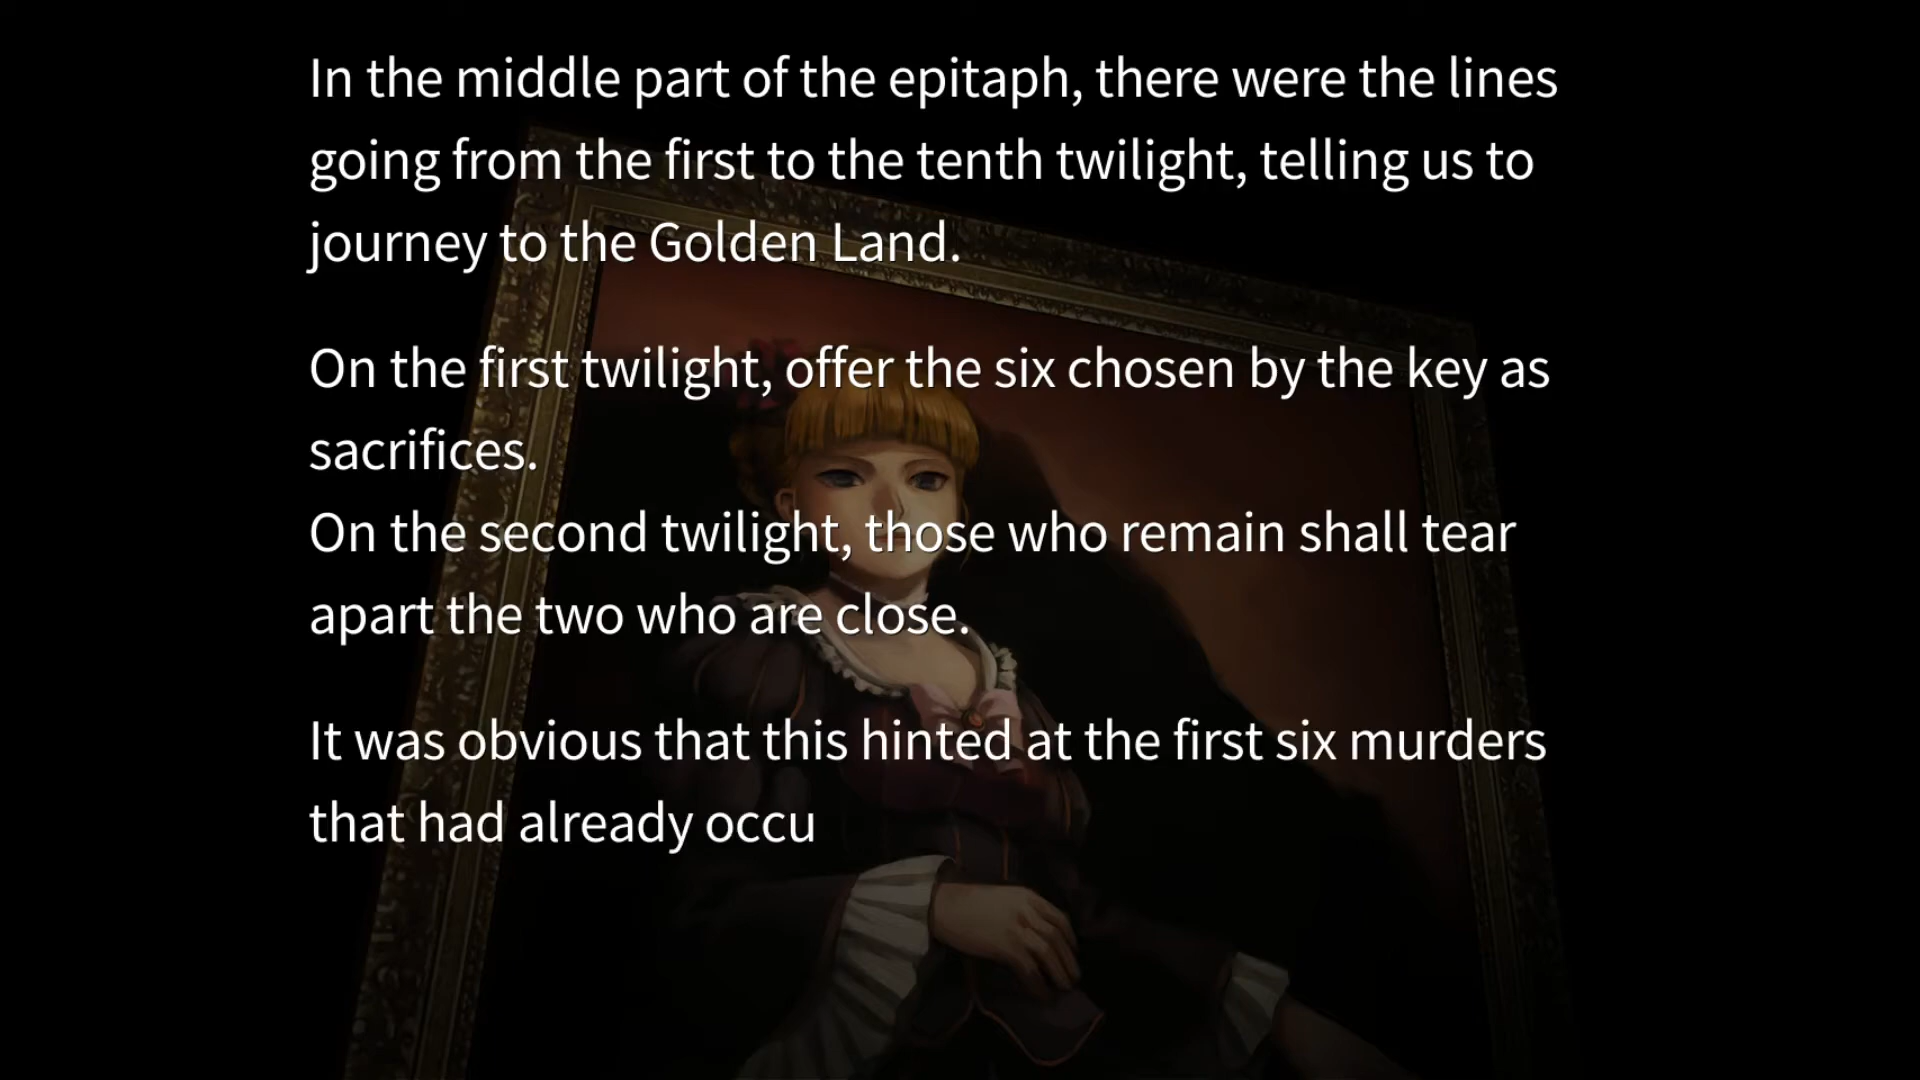 In the middle part of the epitaph, there were the lines
going from the first to the tenth twilight, telling us to
journey to the Golden Land.
On the first twilight, offer the six chosen by the key as
sacrifices.
On the second twilight, those who remain shall tear
apart the two who are close.
It was obvious that this hinted at the first six murders
that had already occu